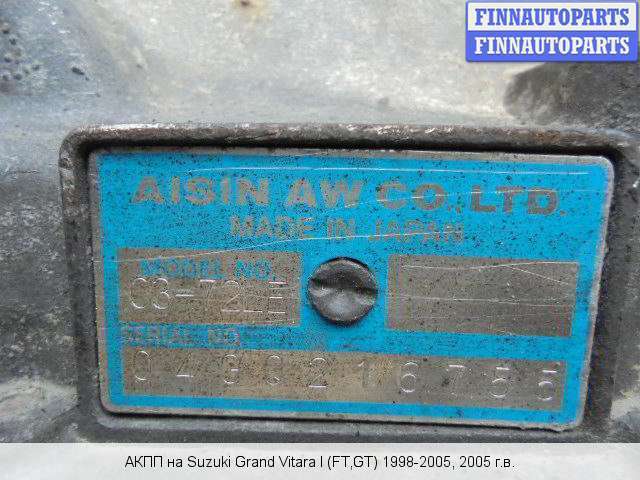 FINNAUTOPARTS
FINNAUTOPARTS
AISIN AW CO.,LTD.
MADE IN JAPAN
MODEL NO.
03-72LE
SERIAL NO.
АКПП на Suzuki Grand Vitara I (FT,GT) 1998-2005, 2005 г.в.